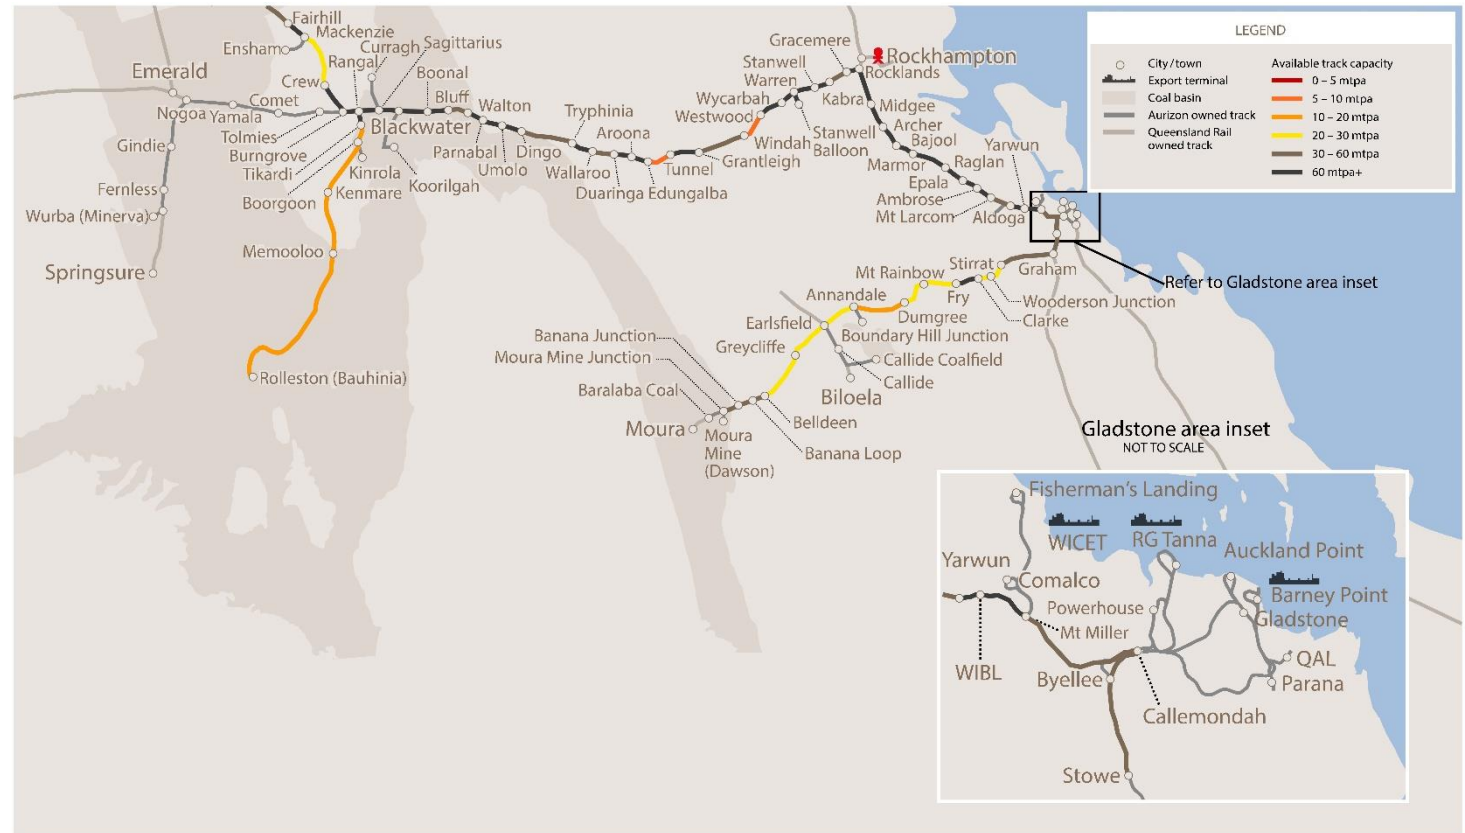 Fairhill
Mackenzie
Ensham
Curragh
Sagittarius
Rangal
Emerald
Crew
Boonal
Bluff
Comet
Walton
Nogoa
Yamala
Blackwater
Tolmies
Gindie
Burngrove
Parnabal
Dingo
Umolo
Tikardi
Kinrola
Koorilgah
Fernless
Kenmare
Boorgoon
Wurba (Minerva)
Memooloo
Springsure
Rolleston (Bauhinia)
Tryphinia
Aroona
Wallaroo
Duaringa
Edungalba
Tunnel
Grantleigh
Windah
Westwood
Wycarbah
Warren
Stanwell
Gracemere
Rockhampton
Rocklands
Kabra
Stanwell
Balloon
Midgee
Archer
Bajool
Marmor
Raglan
Yarwun
Epala
Ambrose
Mt Larcom
Aldoga
LEGEND
City/town
Export terminal
Coal basin
Aurizon owned track
Queensland Rail
owned track
Available track capacity
0 – 5 mtpa
5 – 10 mtpa
10 – 20 mtpa
20 – 30 mtpa
30 – 60 mtpa
60 mtpa+
Refer to Gladstone area inset
Graham
Stirrat
Mt Rainbow
Fry
Wooderson Junction
Clarke
Annandale
Dumgree
Boundary Hill Junction
Earlsfield
Callide Coalfield
Callide
Biloela
Greycliffe
Banana Junction
Moura Mine Junction
Baralaba Coal
Moura
Moura
Mine
(Dawson)
Belldeen
Banana Loop
Gladstone area inset
NOT TO SCALE
Fisherman's Landing
WICET
RG Tanna
Auckland Point
Yarwun
Comalco
Barney Point
Powerhouse
Gladstone
Mt Miller
WIBL
Byellee
QAL
Parana
Callemondah
Stowe